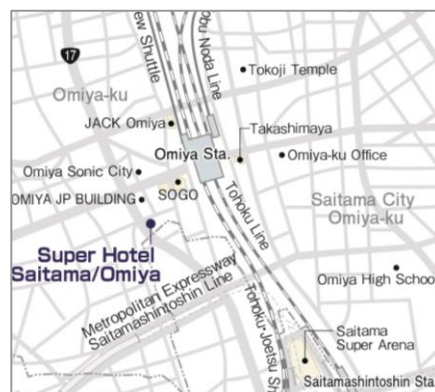 17
ew Shuttle
obu-Noda Line
Tokoji Temple
Omiya-ku
JACK Omiya
Takashimaya
Omiya Sta.
Omiya-ku Office
Omiya Sonic City
SOGO
OMIYA JP BUILDING
Saitama City
Omiya-ku
Tohoku Line
Super Hotel
Saitama/Omiya
Metropolitan Expressway
Saitamashintoshin Line
Omiya High Schoo
Tohoku-Joetsu Sh
Saitama
Super Arena
Saitamashintoshin Sta